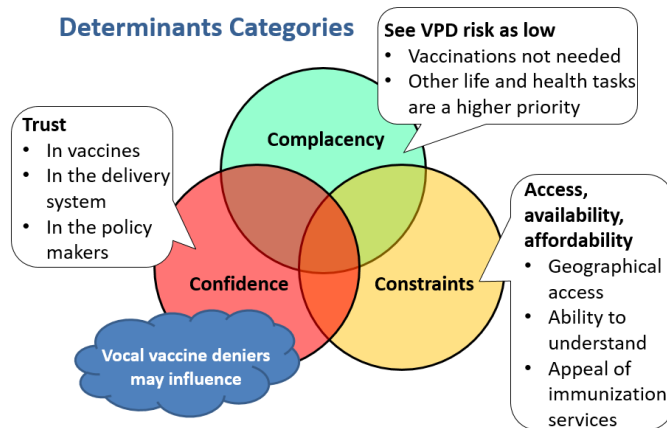 Determinants Categories
See VPD risk as low
• Vaccinations not needed
• Other life and health tasks
are a higher priority
Complacency
Trust
• In vaccines
• In the delivery
system
• In the policy
makers
Access,
availability,
affordability
• Geographical
access
• Ability to
understand
• Appeal of
immunization
services
Confidence
Constraints
Vocal vaccine deniers
may influence